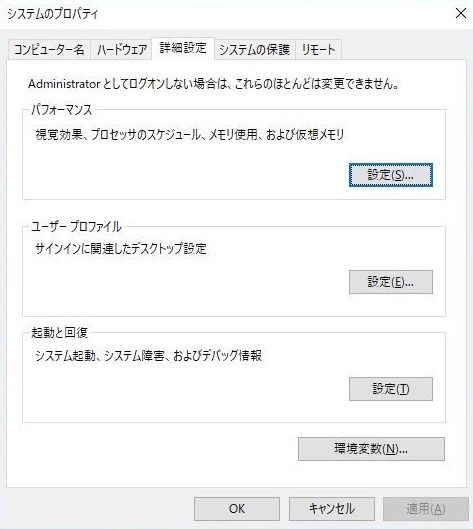 システムのプロパティ
コンピューター名 ハードウェア 詳細設定 システムの保護 リモート
Administrator としてログオンしない場合は、これらのほとんどは変更できません。
パフォーマンス
視覚効果、プロセッサのスケジュール、メモリ使用、および仮想メモリ
設定(S)...
ユーザー プロファイル
サインインに関連したデスクトップ設定
設定(E)...
起動と回復
システム起動、システム障害、およびデバッグ情報
設定(T)
環境変数(N)...
OK キャンセル 適用(A)